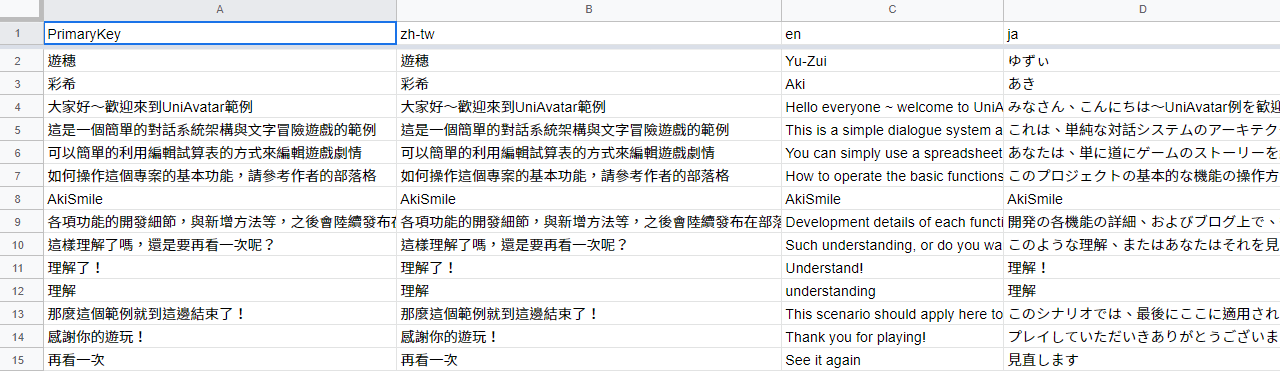 A B C D
1 PrimaryKey zh-tw en ja
2 遊穗 遊穗 Yu-Zui ゆずぃ
3 彩希 彩希 Aki あき
4 大家好～歡迎來到UniAvatar範例 大家好～歡迎來到UniAvatar範例 Hello everyone ~ welcome to UniA みなさん、こんにちは〜UniAvatar例を歓迎
5 這是一個簡單的對話系統架構與文字冒險遊戲的範例 這是一個簡單的對話系統架構與文字冒險遊戲的範例 This is a simple dialogue system a これは、単純な対話システムのアーキテク
6 可以簡單的利用編輯試算表的方式來編輯遊戲劇情 可以簡單的利用編輯試算表的方式來編輯遊戲劇情 You can simply use a spreadsheet あなたは、単に道にゲームのストーリーを
7 如何操作這個專案的基本功能，請參考作者的部落格 如何操作這個專案的基本功能，請參考作者的部落格 How to operate the basic functions このプロジェクトの基本的な機能の操作方
8 AkiSmile AkiSmile AkiSmile AkiSmile
9 各項功能的開發細節，與新增方法等，之後會陸續發布在 各項功能的開發細節，與新增方法等，之後會陸續發布在部落 Development details of each functi 開発の各機能の詳細、およびブログ上で、
10 這樣理解了嗎，還是要再看一次呢？ 這樣理解了嗎，還是要再看一次呢？ Such understanding, or do you wa このような理解、またはあなたはそれを見
11 理解了！ 理解了！ Understand! 理解！
12 理解 理解 understanding 理解
13 那麼這個範例就到這邊結束了！ 那麼這個範例就到這邊結束了！ This scenario should apply here to このシナリオでは、最後にここに適用され
14 感謝你的遊玩！ 感謝你的遊玩！ Thank you for playing! プレイしていただいきありがとうございま
15 再看一次 再看一次 See it again 見直します